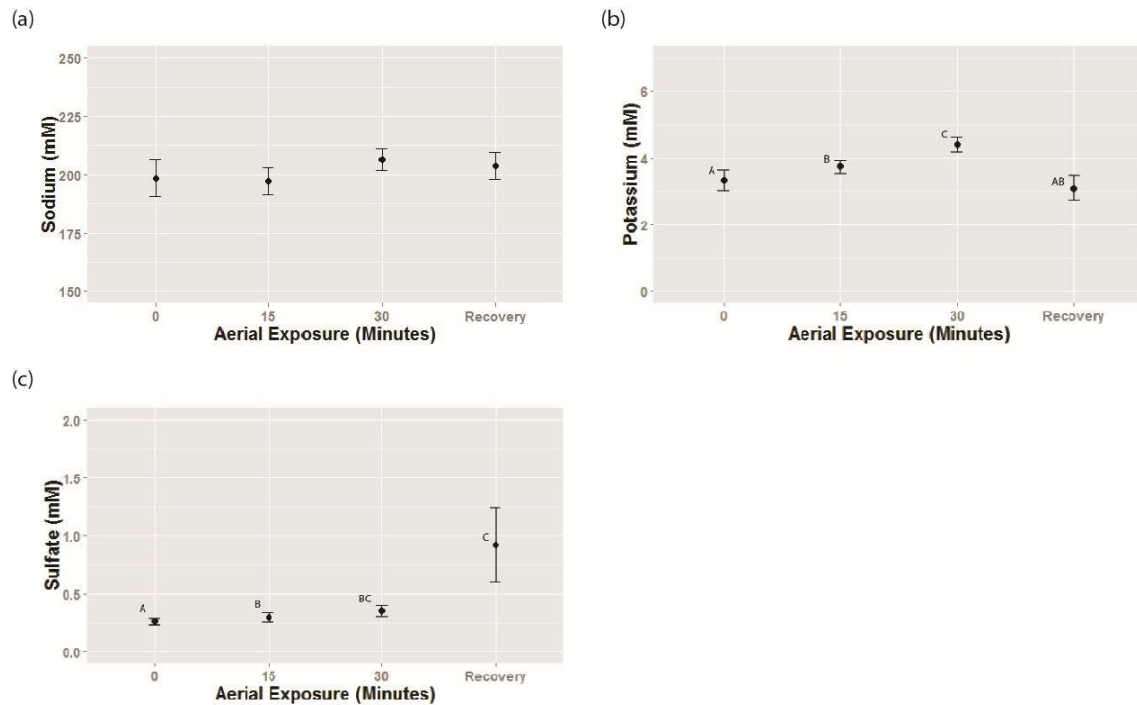 (a)
250
225
200
175
150
Sodium (mM)
0 15 30 Recovery
Aerial Exposure (Minutes)
(b)
6
4
2
0
Potassium (mM)
A
B
C
AB
0 15 30 Recovery
Aerial Exposure (Minutes)
(c)
2.0
1.5
1.0
0.5
0.0
Sulfate (mM)
A
B
BC
C
0 15 30 Recovery
Aerial Exposure (Minutes)